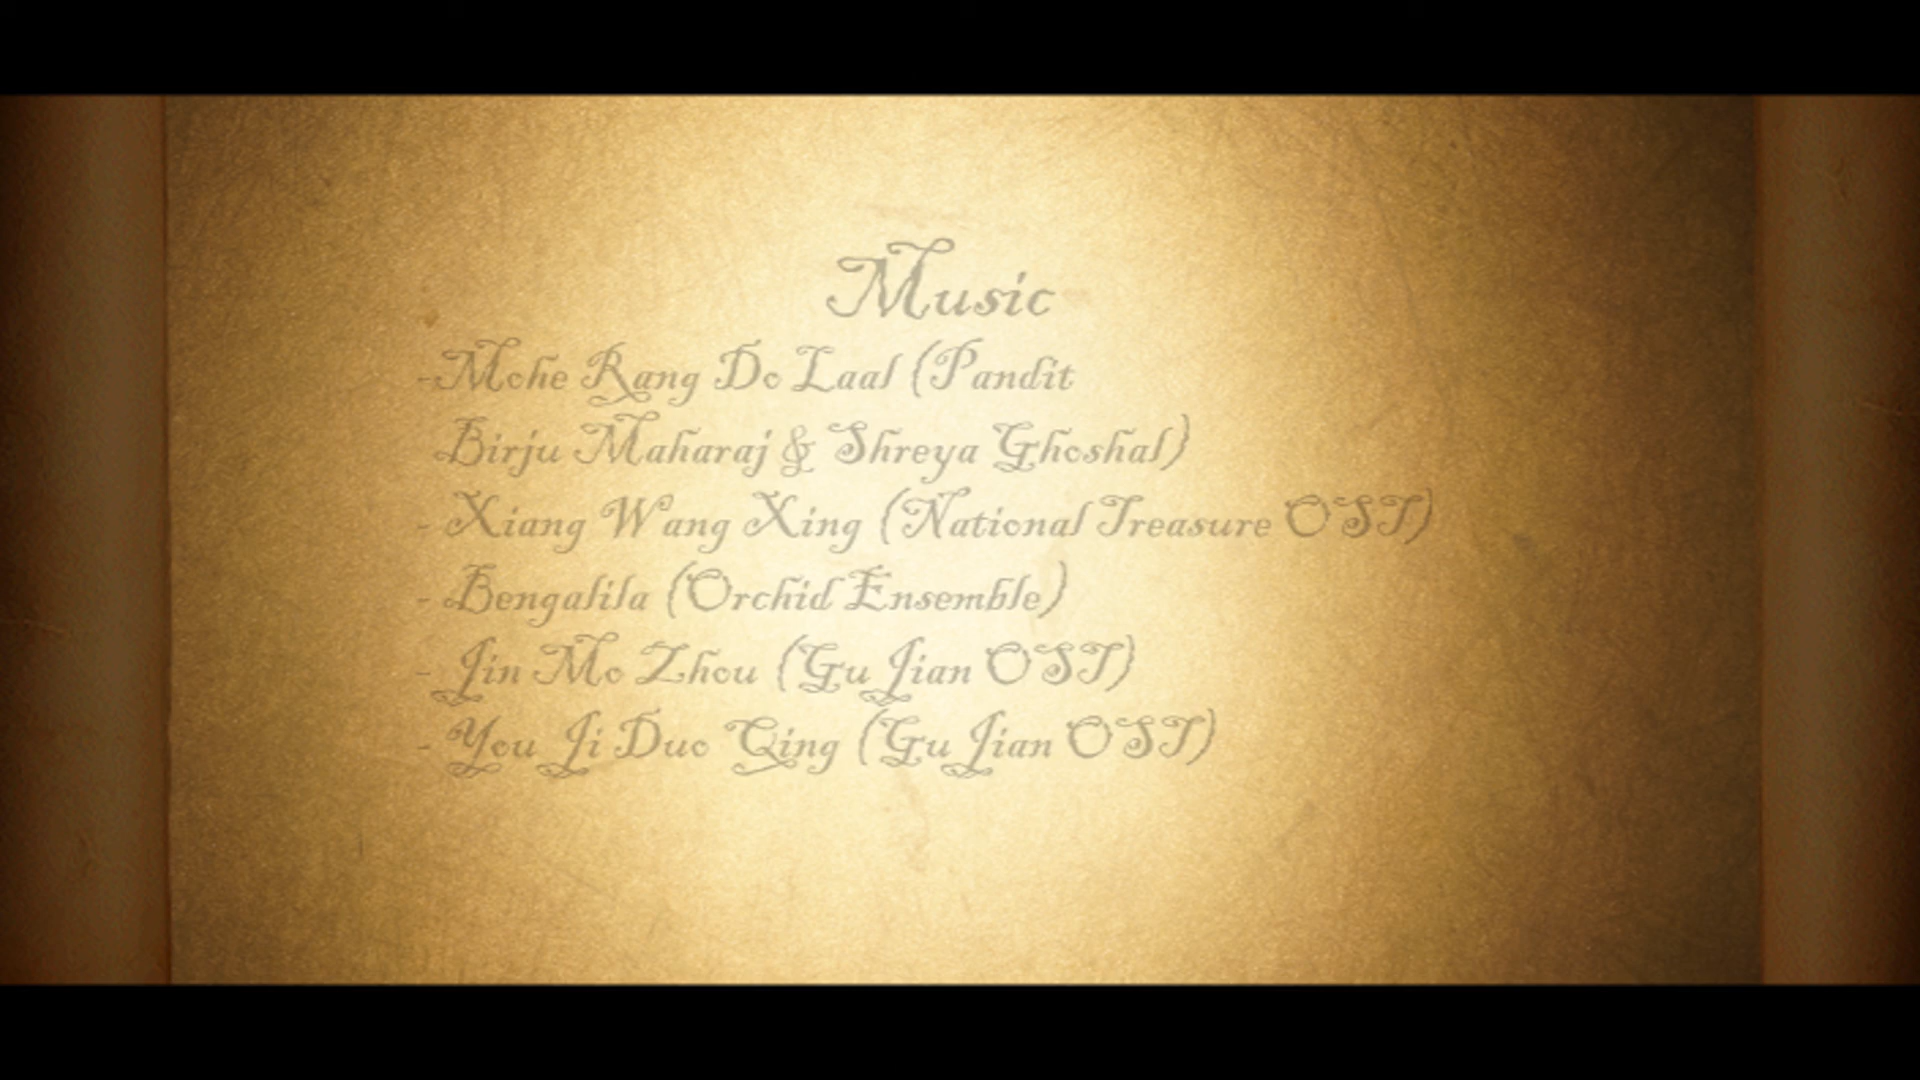 Music
-Mohe Rang Do Laal (Pandit
Birju Maharaj & Shreya Ghoshal)
- Xiang Wang Xing (National Treasure OST)
- Bengalila (Orchid Ensemble)
- Jin Mo Zhou (Gu Jian OST)
- You Ji Duo Qing (Gu Jian OST)